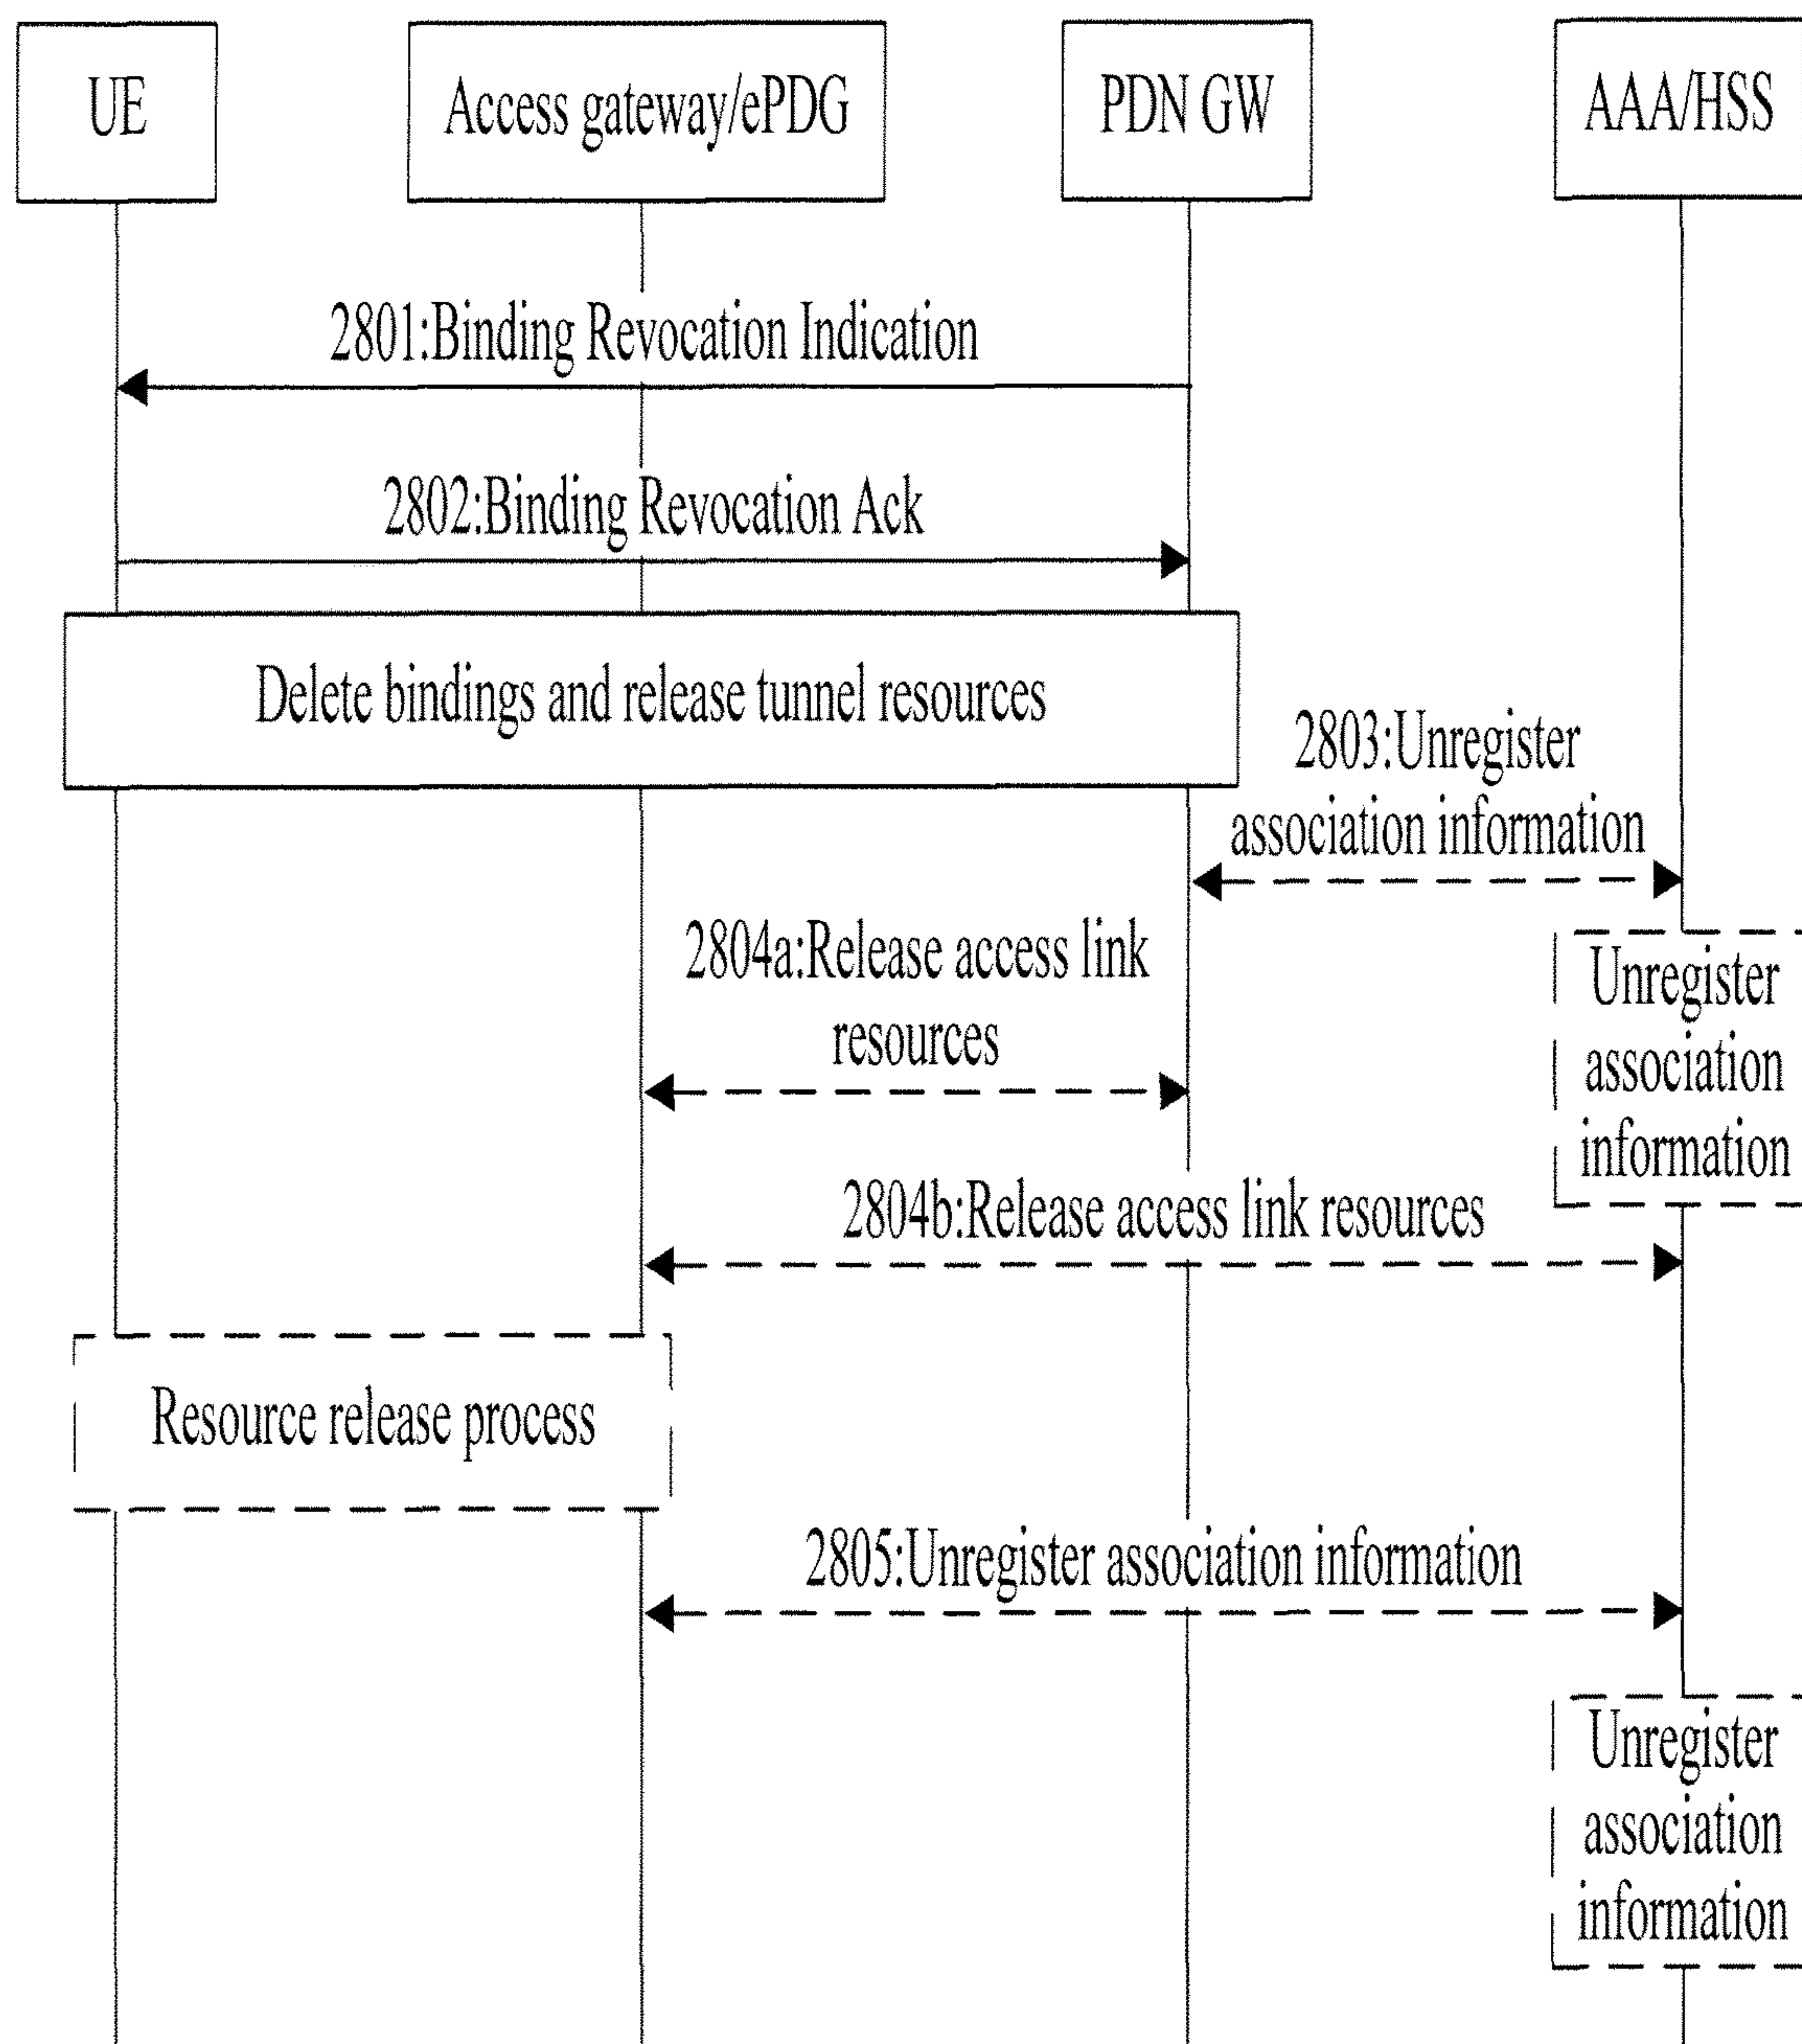 UE
Access gateway/ePDG
PDN GW
AAA/HSS
2801:Binding Revocation Indication
2802:Binding Revocation Ack
Delete bindings and release tunnel resources
2803:Unregister
association information
2804a:Release access link
resources
Unregister
association
information
2804b:Release access link resources
Resource release process
2805:Unregister association information
Unregister
association
information